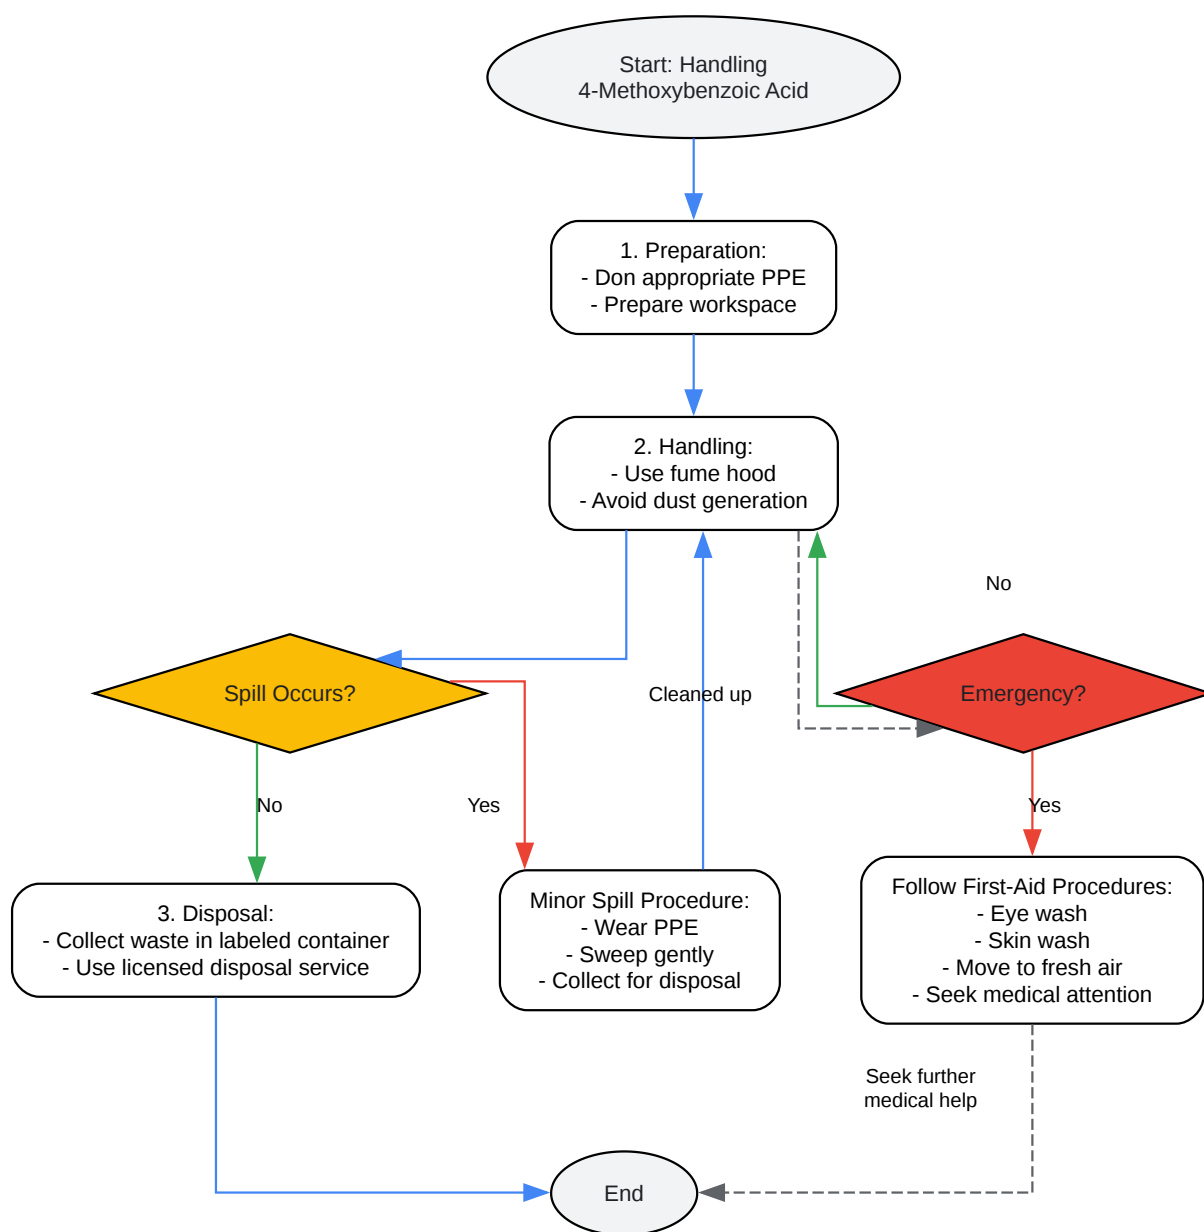 Start: Handling
4-Methoxybenzoic Acid
1. Preparation:
- Don appropriate PPE
- Prepare workspace
2. Handling:
- Use fume hood
- Avoid dust generation
No
Spill Occurs?
Cleaned up
Emergency?
No
Yes
Yes
3. Disposal:
- Collect waste in labeled container
- Use licensed disposal service
Minor Spill Procedure:
- Wear PPE
- Sweep gently
- Collect for disposal
Follow First-Aid Procedures:
- Eye wash
- Skin wash
- Move to fresh air
- Seek medical attention
Seek further
medical help
End